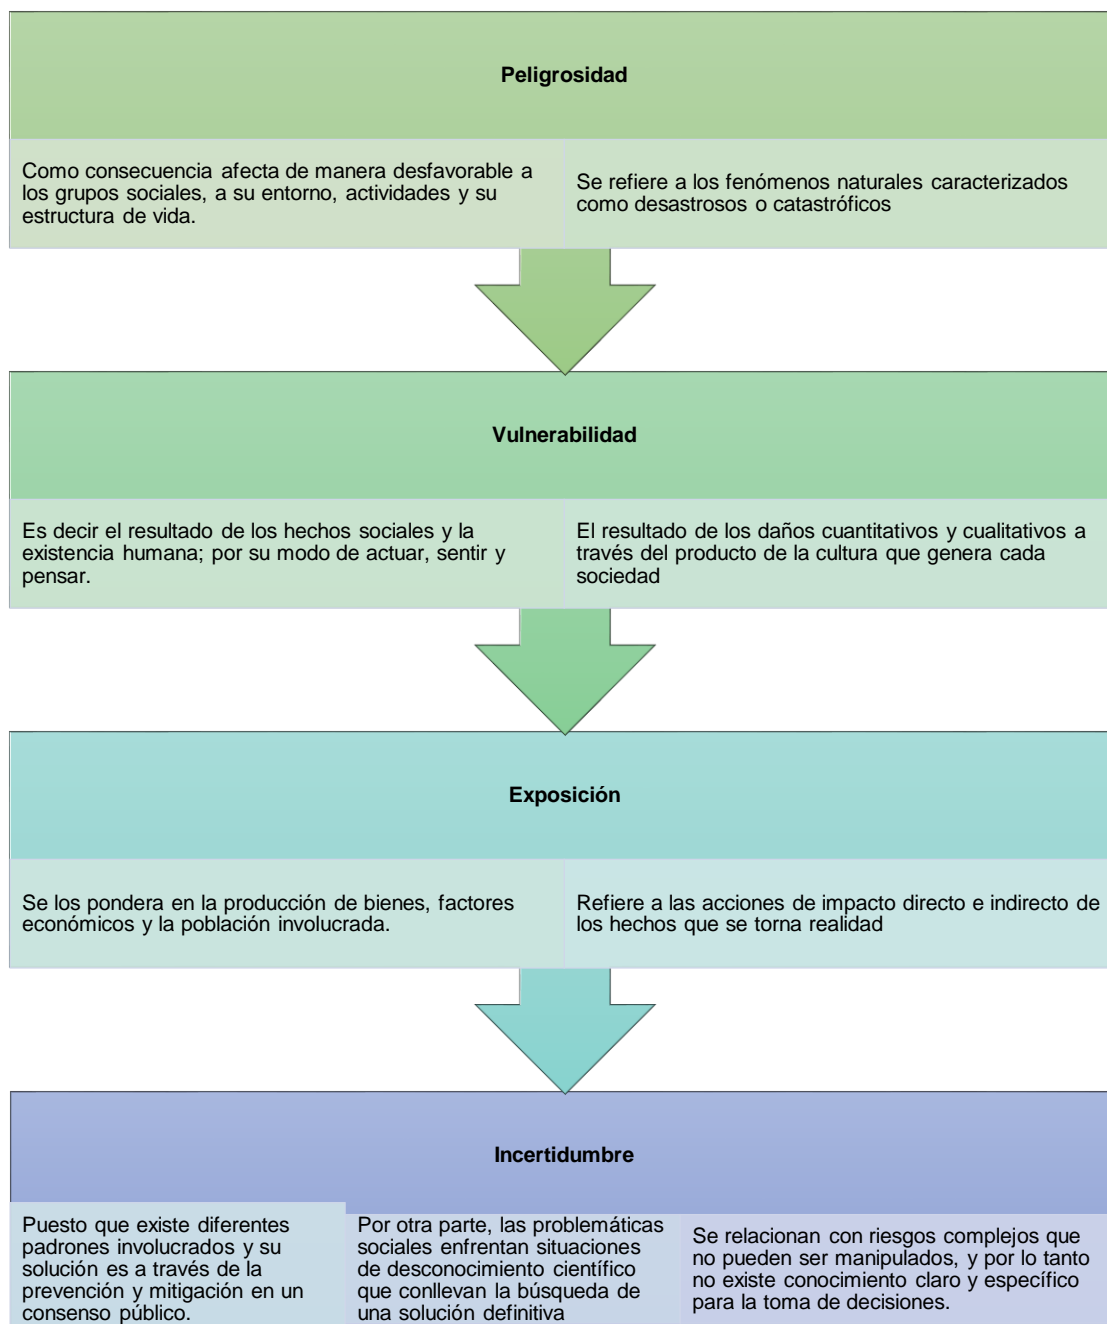 Peligrosidad
Como consecuencia afecta de manera desfavorable a
los grupos sociales, a su entorno, actividades y su
estructura de vida.
Se refiere a los fenómenos naturales caracterizados
como desastrosos o catastróficos
Vulnerabilidad
Es decir el resultado de los hechos sociales y la
existencia humana; por su modo de actuar, sentir y
pensar.
El resultado de los daños cuantitativos y cualitativos a
través del producto de la cultura que genera cada
sociedad
Exposición
Se los pondera en la producción de bienes, factores
económicos y la población involucrada.
Refiere a las acciones de impacto directo e indirecto de
los hechos que se torna realidad
Incertidumbre
Puesto que existe diferentes
padrones involucrados y su
solución es a través de la
prevención y mitigación en un
consenso público.
Por otra parte, las problemáticas
sociales enfrentan situaciones
de desconocimiento científico
que conllevan la búsqueda de
una solución definitiva
Se relacionan con riesgos complejos que
no pueden ser manipulados, y por lo tanto
no existe conocimiento claro y específico
para la toma de decisiones.